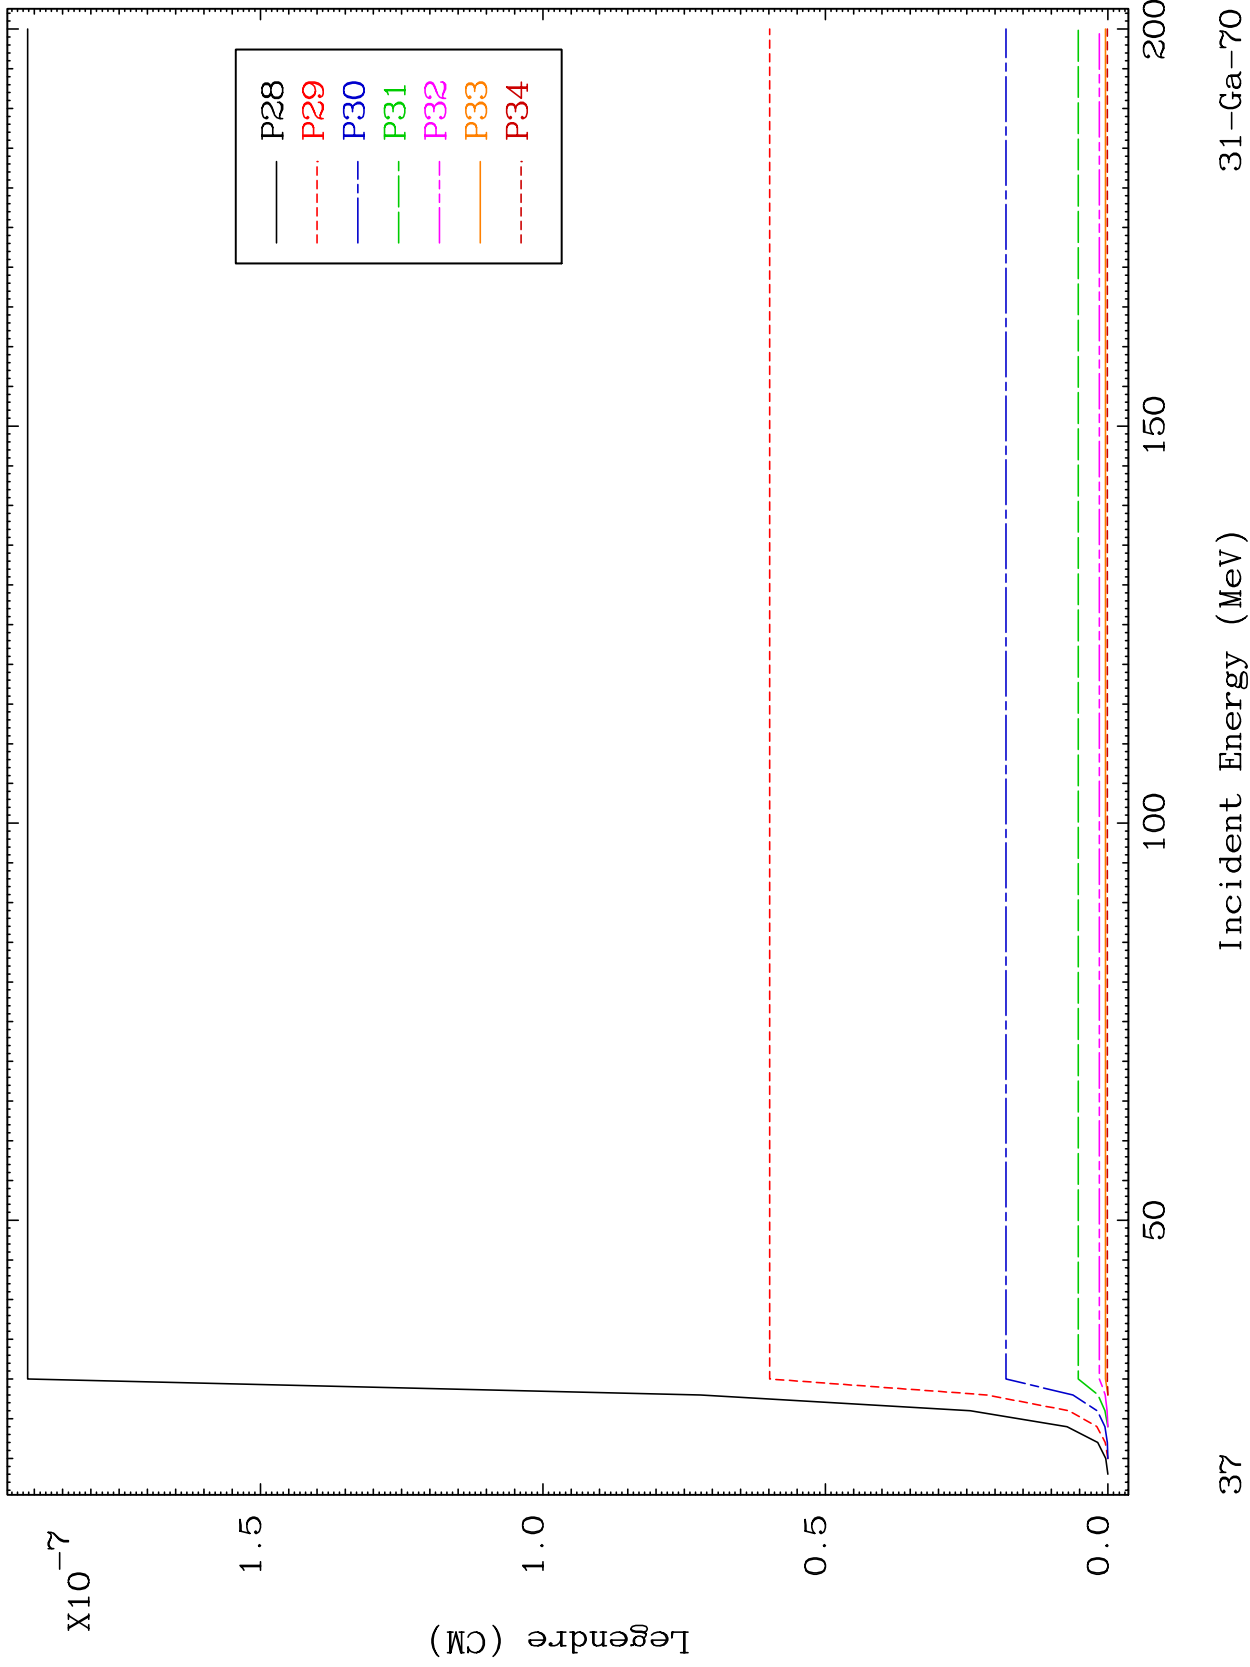 X10-7
Legendre (CM)
1.5
1.0
0.5
0.0
P28
P29
P30
P31
P32
P33
P34
50
100
150
200
37
Incident Energy (MeV)
31-Ga-70